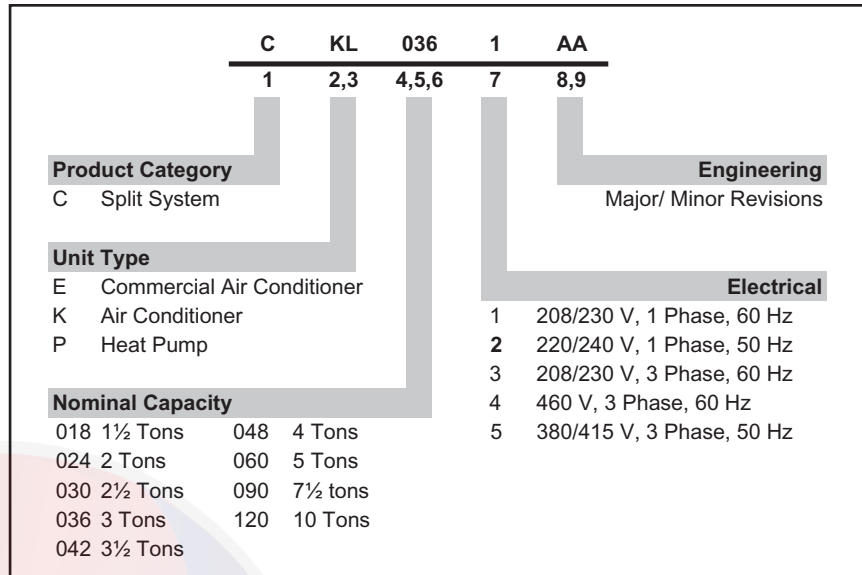 C KL 036 1 AA
1 2,3 4,5,6 7 8,9
Product Category
C Split System
Engineering
Major/ Minor Revisions
Unit Type
E Commercial Air Conditioner
K Air Conditioner
P Heat Pump
Electrical
1 208/230 V, 1 Phase, 60 Hz
2 220/240 V, 1 Phase, 50 Hz
3 208/230 V, 3 Phase, 60 Hz
4 460 V, 3 Phase, 60 Hz
5 380/415 V, 3 Phase, 50 Hz
Nominal Capacity
018 1½ Tons 048 4 Tons
024 2 Tons 060 5 Tons
030 2½ Tons 090 7½ tons
036 3 Tons 120 10 Tons
042 3½ Tons